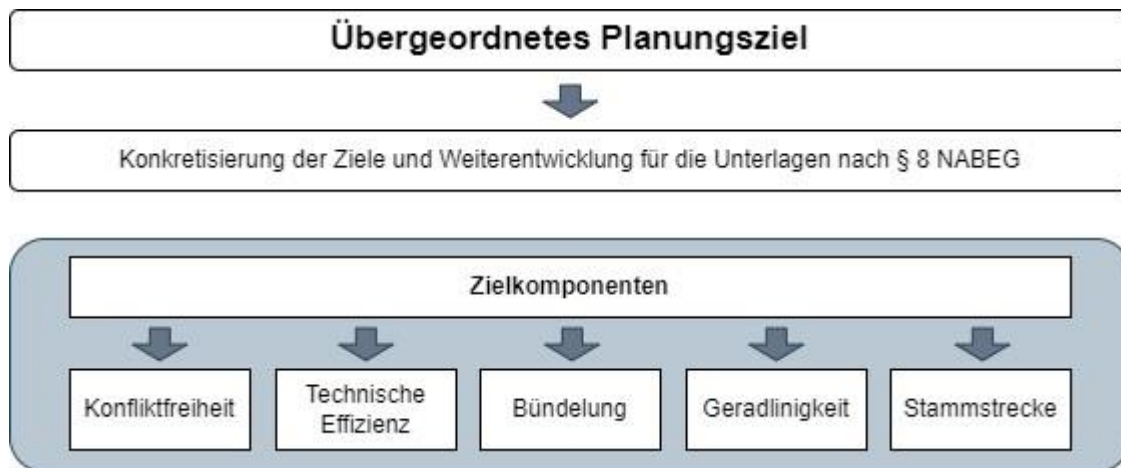 Übergeordnetes Planungsziel
Konkretisierung der Ziele und Weiterentwicklung für die Unterlagen nach § 8 NABEG
Zielkomponenten
Konfliktfreiheit
Technische
Effizienz
Bündelung
Geradlinigkeit
Stammstrecke